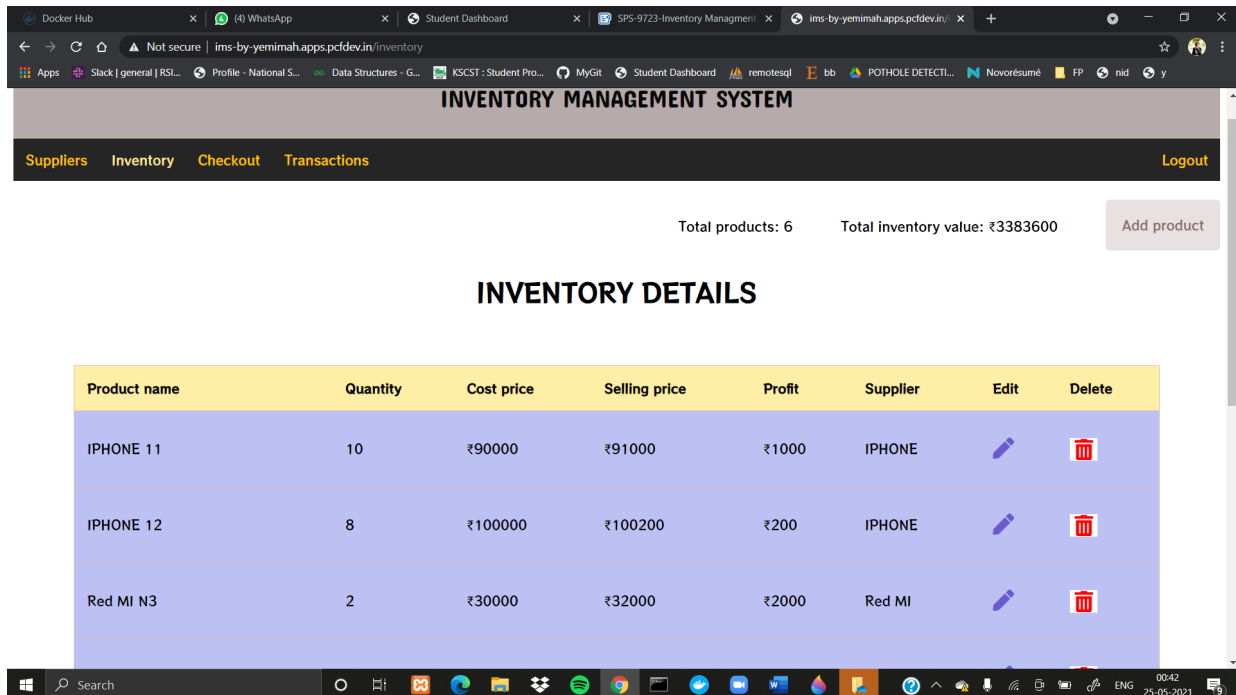 Docker Hub
(4) WhatsApp
Student Dashboard
SPS-9723-Inventory Managment
ims-by-yemimah.apps.pcfdev.in/
Not secure | ims-by-yemimah.apps.pcfdev.in/inventory
Apps Slack | general | RSI... Profile - National S... Data Structures - G... KSCST : Student Pro... MyGit Student Dashboard remotesql bb POTHOLE DETECTI... Novorésumé FP nid y
INVENTORY MANAGEMENT SYSTEM
Suppliers Inventory Checkout Transactions Logout
Total products: 6 Total inventory value: ₹3383600 Add product
INVENTORY DETAILS
Product name Quantity Cost price Selling price Profit Supplier Edit Delete
IPHONE 11 10 ₹90000 ₹91000 ₹1000 IPHONE
IPHONE 12 8 ₹100000 ₹100200 ₹200 IPHONE
Red MI N3 2 ₹30000 ₹32000 ₹2000 Red MI
Search
ENG
00:42
25-05-2021